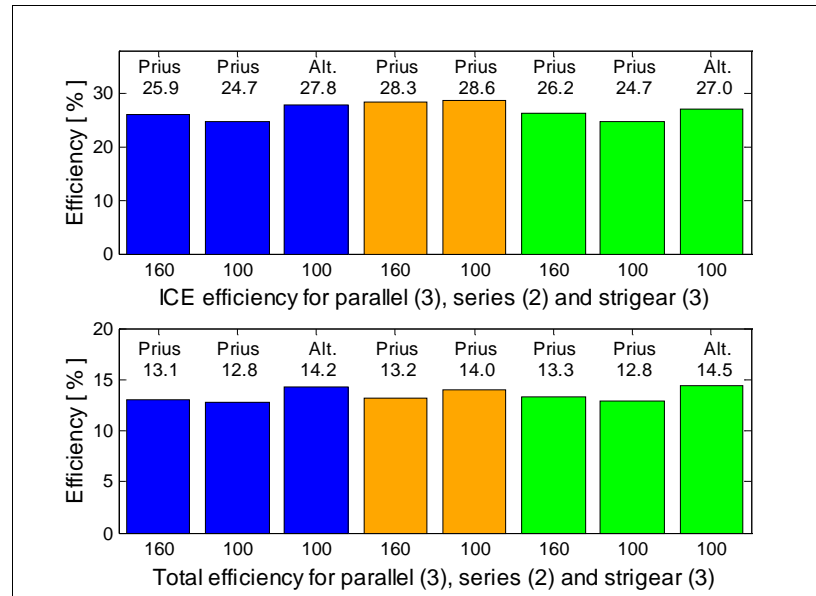 Prius Prius Alt. Prius Prius Prius Prius Alt.
25.9 24.7 27.8 28.3 28.6 26.2 24.7 27.0
30
20
10
0
Efficiency [ % ]
160 100 100 160 100 160 100 100
ICE efficiency for parallel (3), series (2) and strigear (3)
20
Prius Prius Alt. Prius Prius Prius Prius Alt.
13.1 12.8 14.2 13.2 14.0 13.3 12.8 14.5
15
10
5
0
Efficiency [ % ]
160 100 100 160 100 160 100 100
Total efficiency for parallel (3), series (2) and strigear (3)